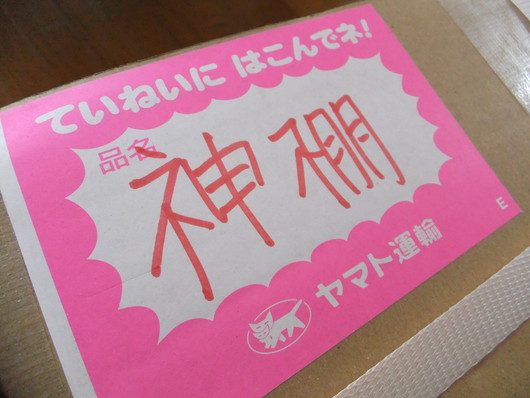 ていねいに はこんでネ!
品名
神棚
ヤマト運輸
E